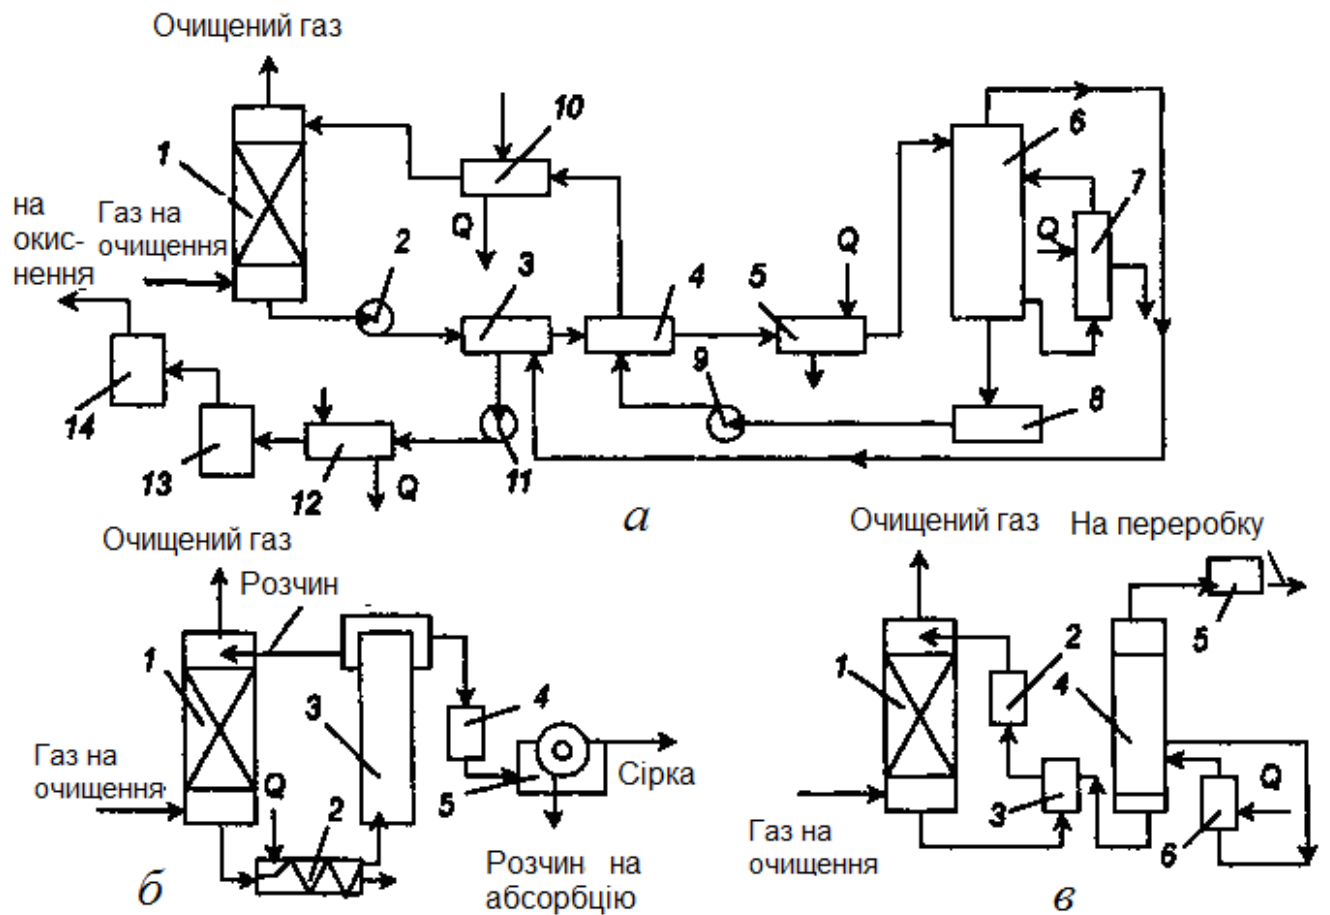 Очищений газ
10
6
1
7
на
окис-
нення
Газ на
очищення
Q
2
3
4
5
Q
Q
9
8
14
13
12
Q
11
а
Очищений газ
Розчин
1
3
4
Газ на
очищення
Q
2
5
Сірка
Розчин на
абсорбцію
б
Очищений газ
На переробку
5
2
1
4
3
Q
6
Газ на
очищення
в